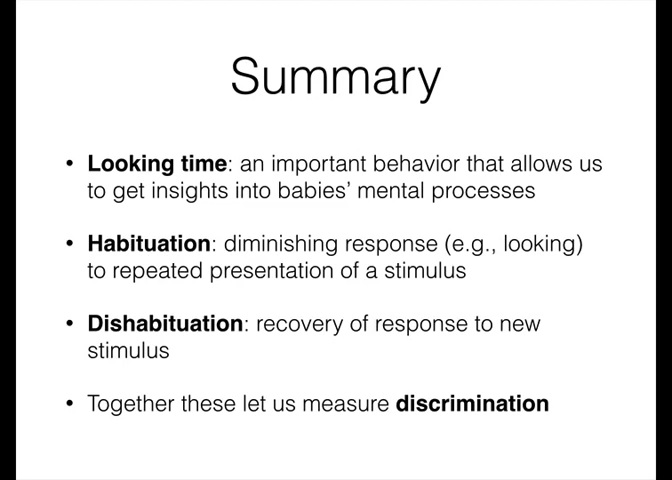 Summary
• Looking time: an important behavior that allows us
to get insights into babies’ mental processes
• Habituation: diminishing response (e.g., looking)
to repeated presentation of a stimulus
• Dishabituation: recovery of response to new
stimulus
• Together these let us measure discrimination